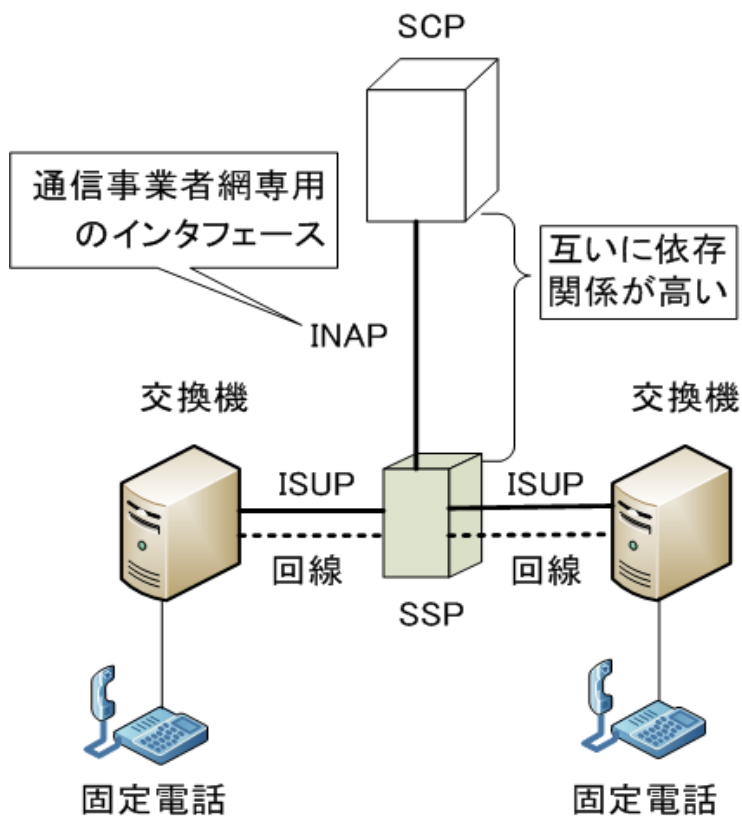 SCP
通信事業者網専用
のインタフェース
互いに依存
関係が高い
INAP
交換機
交換機
ISUP
ISUP
回線
回線
SSP
固定電話
固定電話